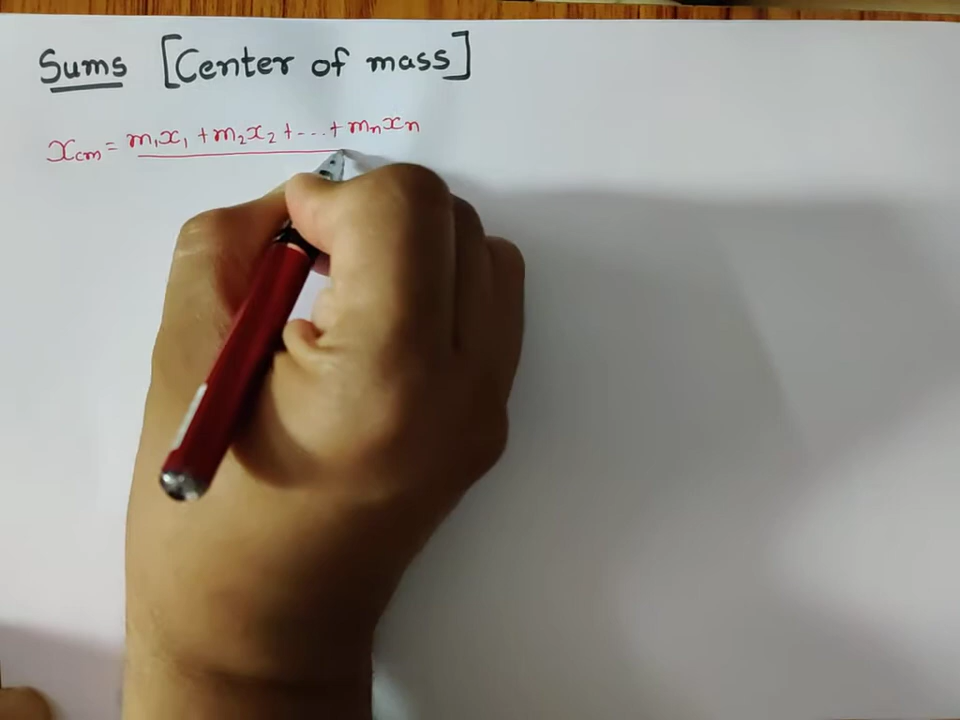 Sums [Center of mass]
xcm = m₁x₁ + m₂x₂ + ... + mnxn